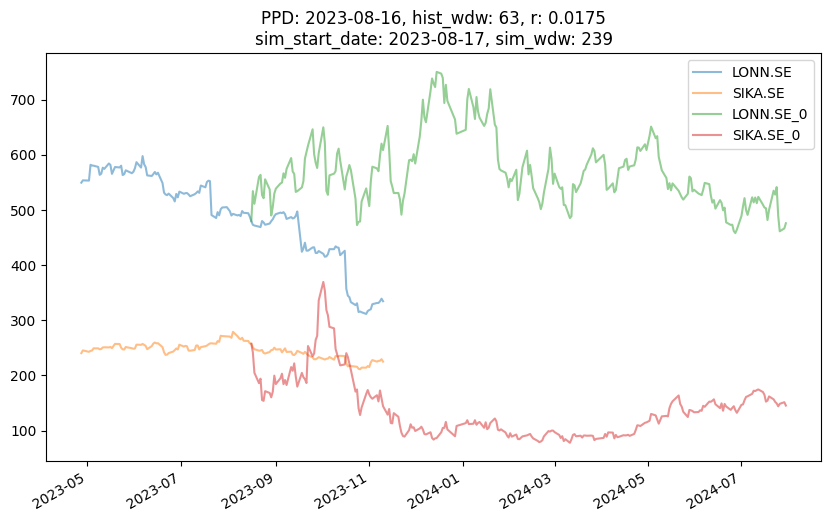 PPD: 2023-08-16, hist_wdw: 63, r: 0.0175
sim_start_date: 2023-08-17, sim_wdw: 239
LONN.SE
SIKA.SE
LONN.SE_0
SIKA.SE_0
700
600
500
400
300
200
100
2023-05
2023-07
2023-09
2023-11
2024-01
2024-03
2024-05
2024-07